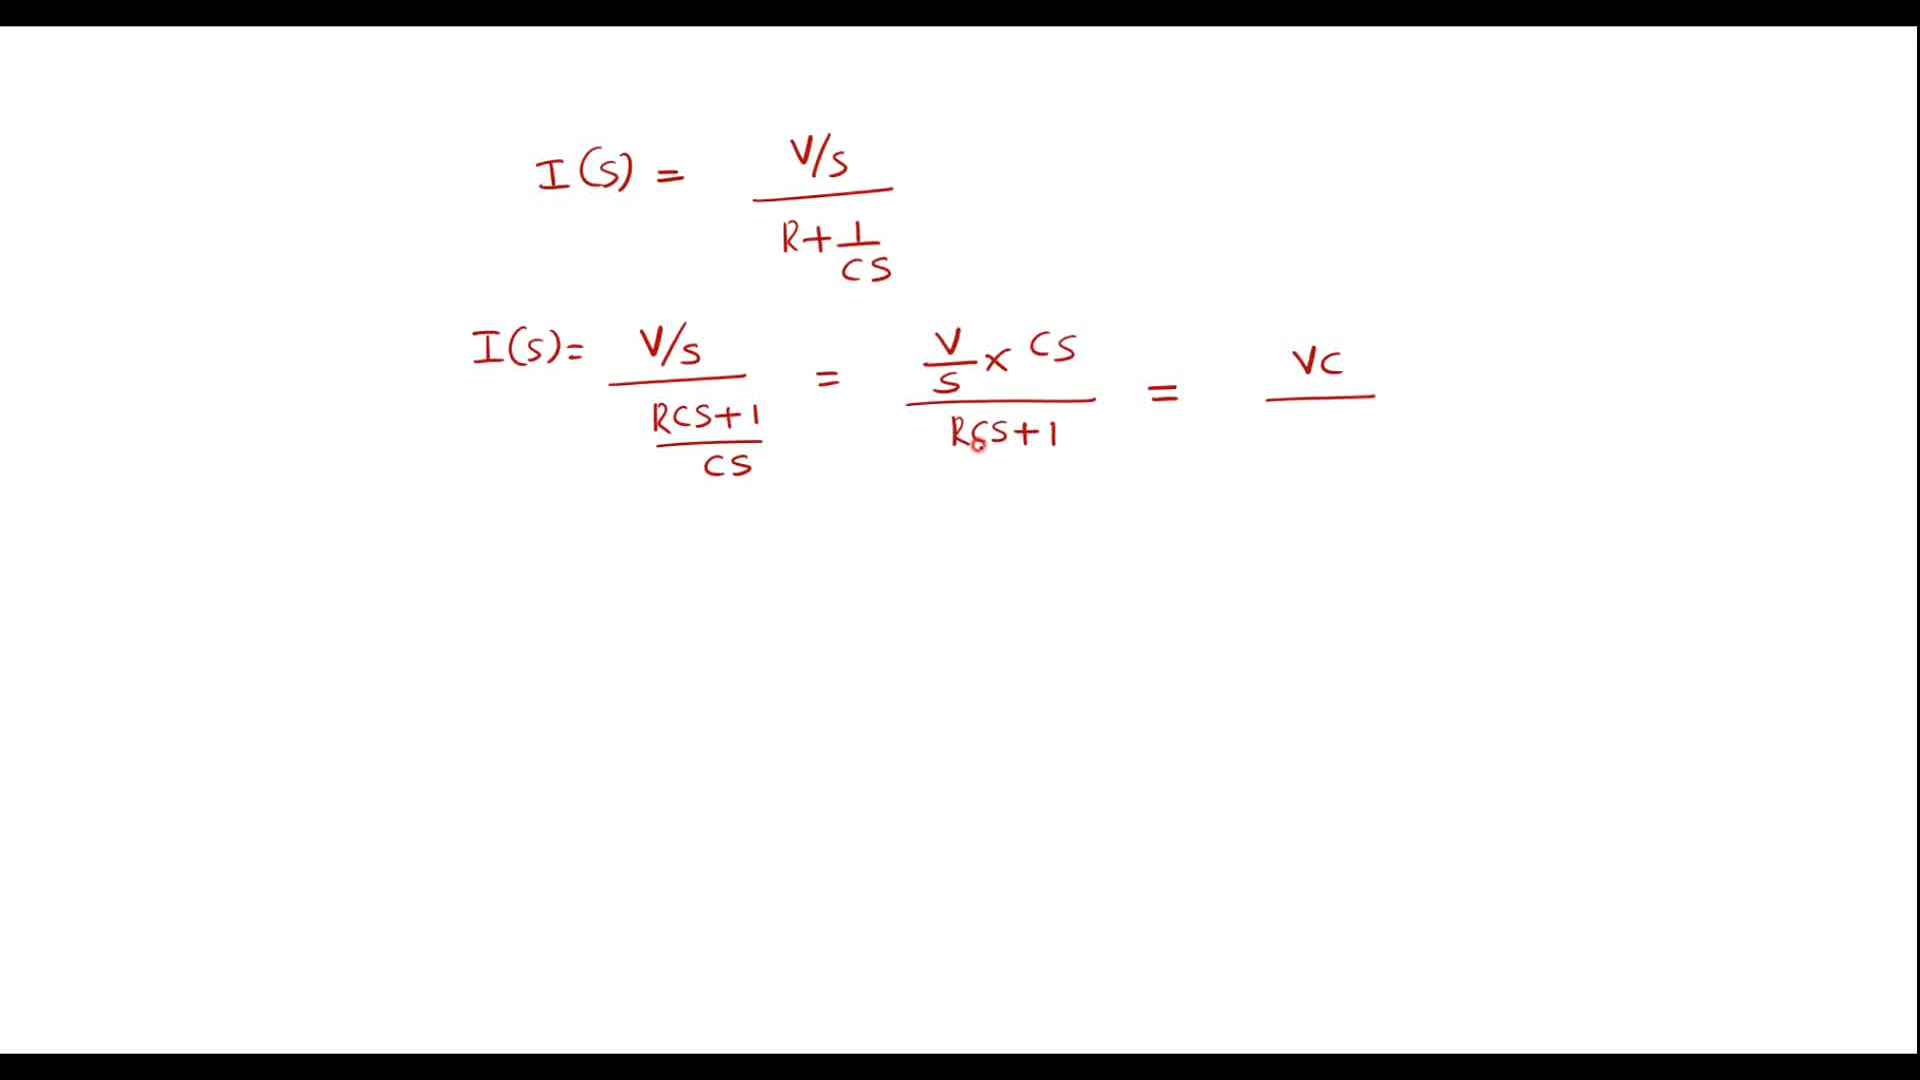 I(S) = V/S / R + 1/CS
I(S) = V/S / RCS+1/CS = V/S × CS / RCS+1 = VC /